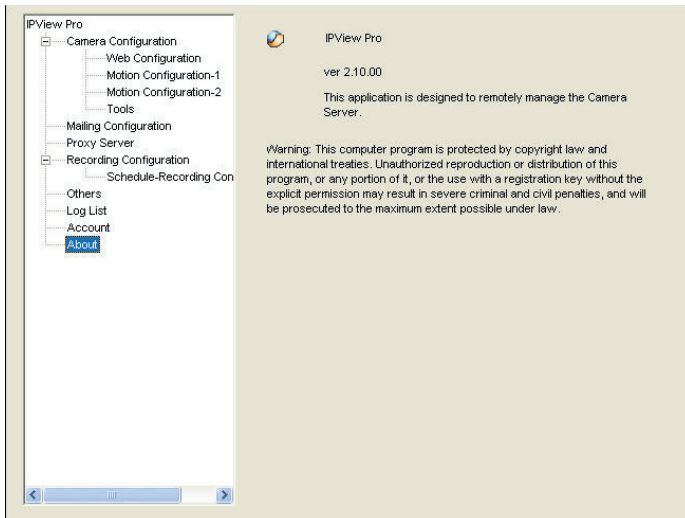 IPView Pro
Camera Configuration
Web Configuration
Motion Configuration-1
Motion Configuration-2
Tools
Mailing Configuration
Proxy Server
Recording Configuration
Schedule-Recording Con
Others
Log List
Account
About
IPView Pro
ver 2.10.00
This application is designed to remotely manage the Camera
Server.
Warning: This computer program is protected by copyright law and
international treaties. Unauthorized reproduction or distribution of this
program, or any portion of it, or the use with a registration key without the
explicit permission may result in severe criminal and civil penalties, and will
be prosecuted to the maximum extent possible under law.